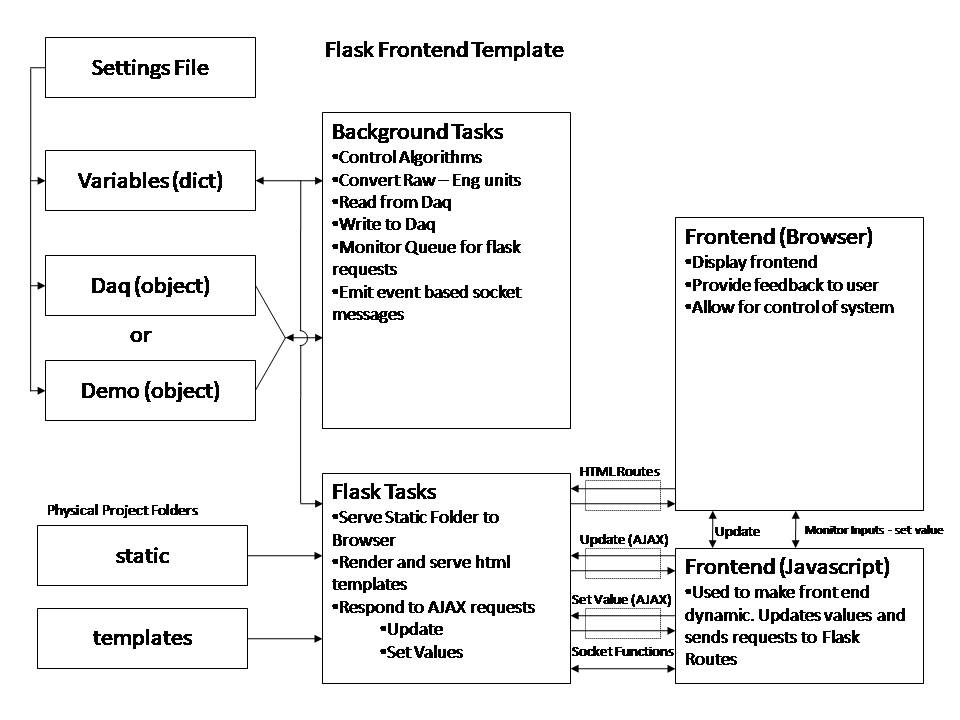 Flask Frontend Template
Settings File
Variables (dict)
Daq (object)
or
Demo (object)
Background Tasks
•Control Algorithms
•Convert Raw – Eng units
•Read from Daq
•Write to Daq
•Monitor Queue for flask
requests
•Emit event based socket
messages
Frontend (Browser)
•Display frontend
•Provide feedback to user
•Allow for control of system
Physical Project Folders
static
templates
Flask Tasks
•Serve Static Folder to
Browser
•Render and serve html
templates
•Respond to AJAX requests
•Update
•Set Values
HTML Routes
Update (AJAX)
Set Value (AJAX)
Socket Functions
Update
Monitor Inputs - set value
Frontend (Javascript)
•Used to make front end
dynamic. Updates values and
sends requests to Flask
Routes